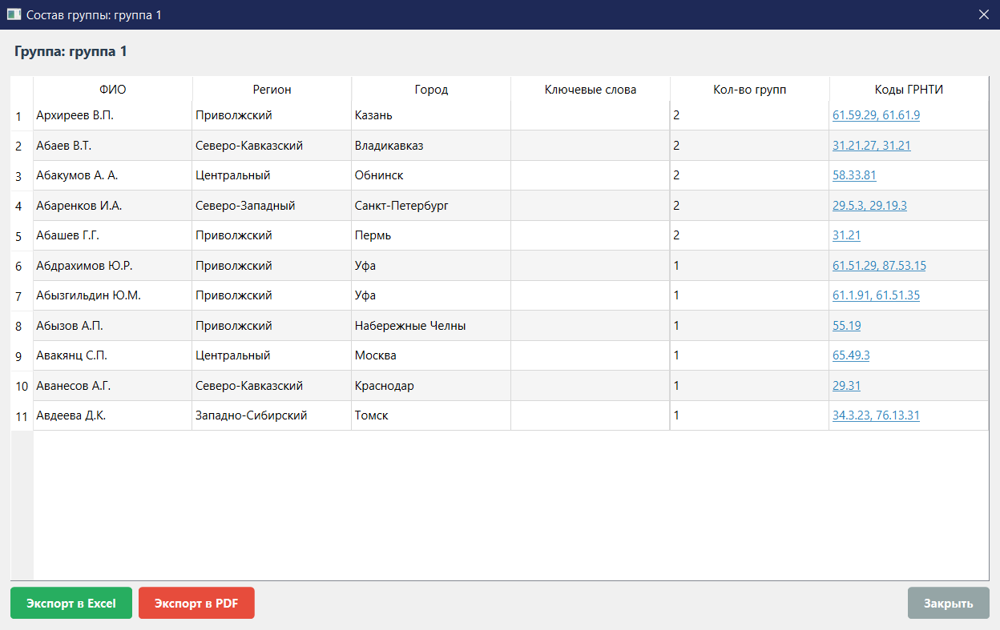 Состав группы: группа 1
Группа: группа 1
ФИО Регион Город Ключевые слова Кол-во групп Коды ГРНТИ
1 Архиреев В.П. Приволжский Казань 2 61.59.29, 61.61.9
2 Абаев В.Т. Северо-Кавказский Владикавказ 2 31.21.27, 31.21
3 Абакумов А. А. Центральный Обнинск 2 58.33.81
4 Абаренков И.А. Северо-Западный Санкт-Петербург 2 29.5.3, 29.19.3
5 Абашев Г.Г. Приволжский Пермь 2 31.21
6 Абдрахимов Ю.Р. Приволжский Уфа 1 61.51.29, 87.53.15
7 Абызгильдин Ю.М. Приволжский Уфа 1 61.1.91, 61.51.35
8 Абызов А.П. Приволжский Набережные Челны 1 55.19
9 Авакянц С.П. Центральный Москва 1 65.49.3
10 Аванесов А.Г. Северо-Кавказский Краснодар 1 29.31
11 Авдеева Д.К. Западно-Сибирский Томск 1 34.3.23, 76.13.31
Экспорт в Excel Экспорт в PDF Закрыть